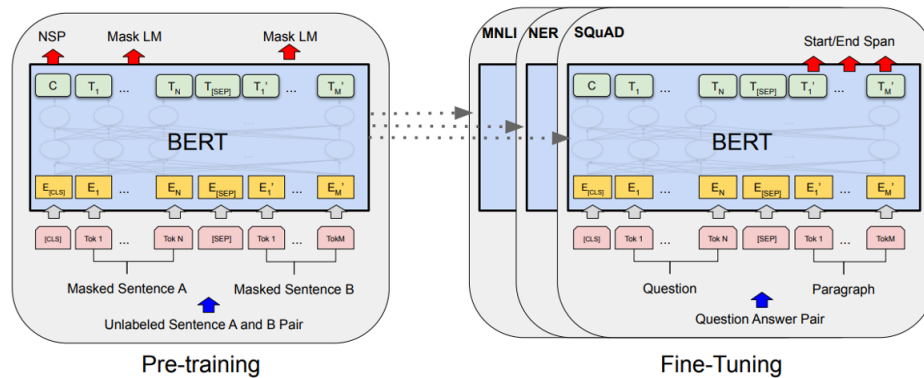 NSP Mask LM Mask LM
C T1 ... TN T[SEP] T1' ... TM'
BERT
E[CLS] E1 ... EN E[SEP] E1' ... EM'
[CLS] Tok 1 ... Tok N [SEP] Tok 1 ... TokM
Masked Sentence A Masked Sentence B
Unlabeled Sentence A and B Pair
Pre-training
MNLI NER SQuAD
Start/End Span
C T1 ... TN T[SEP] T1' ... TM'
BERT
E[CLS] E1 ... EN E[SEP] E1' ... EM'
[CLS] Tok 1 ... Tok N [SEP] Tok 1 ... TokM
Question Paragraph
Question Answer Pair
Fine-Tuning